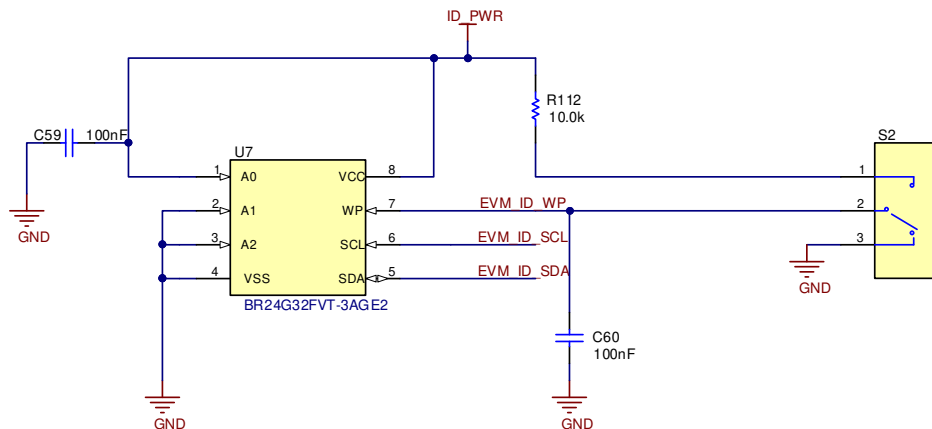 ID_PWR
R112
10.0k
C59
100nF
S2
U7
1
A0
VCC
8
1
2
A1
WP
7
EVM_ID_WP
2
3
A2
SCL
6
EVM_ID_SCL
3
GND
4
VSS
SDA
5
EVM_ID_SDA
GND
BR24G32FVT-3AGE2
C60
100nF
GND
GND